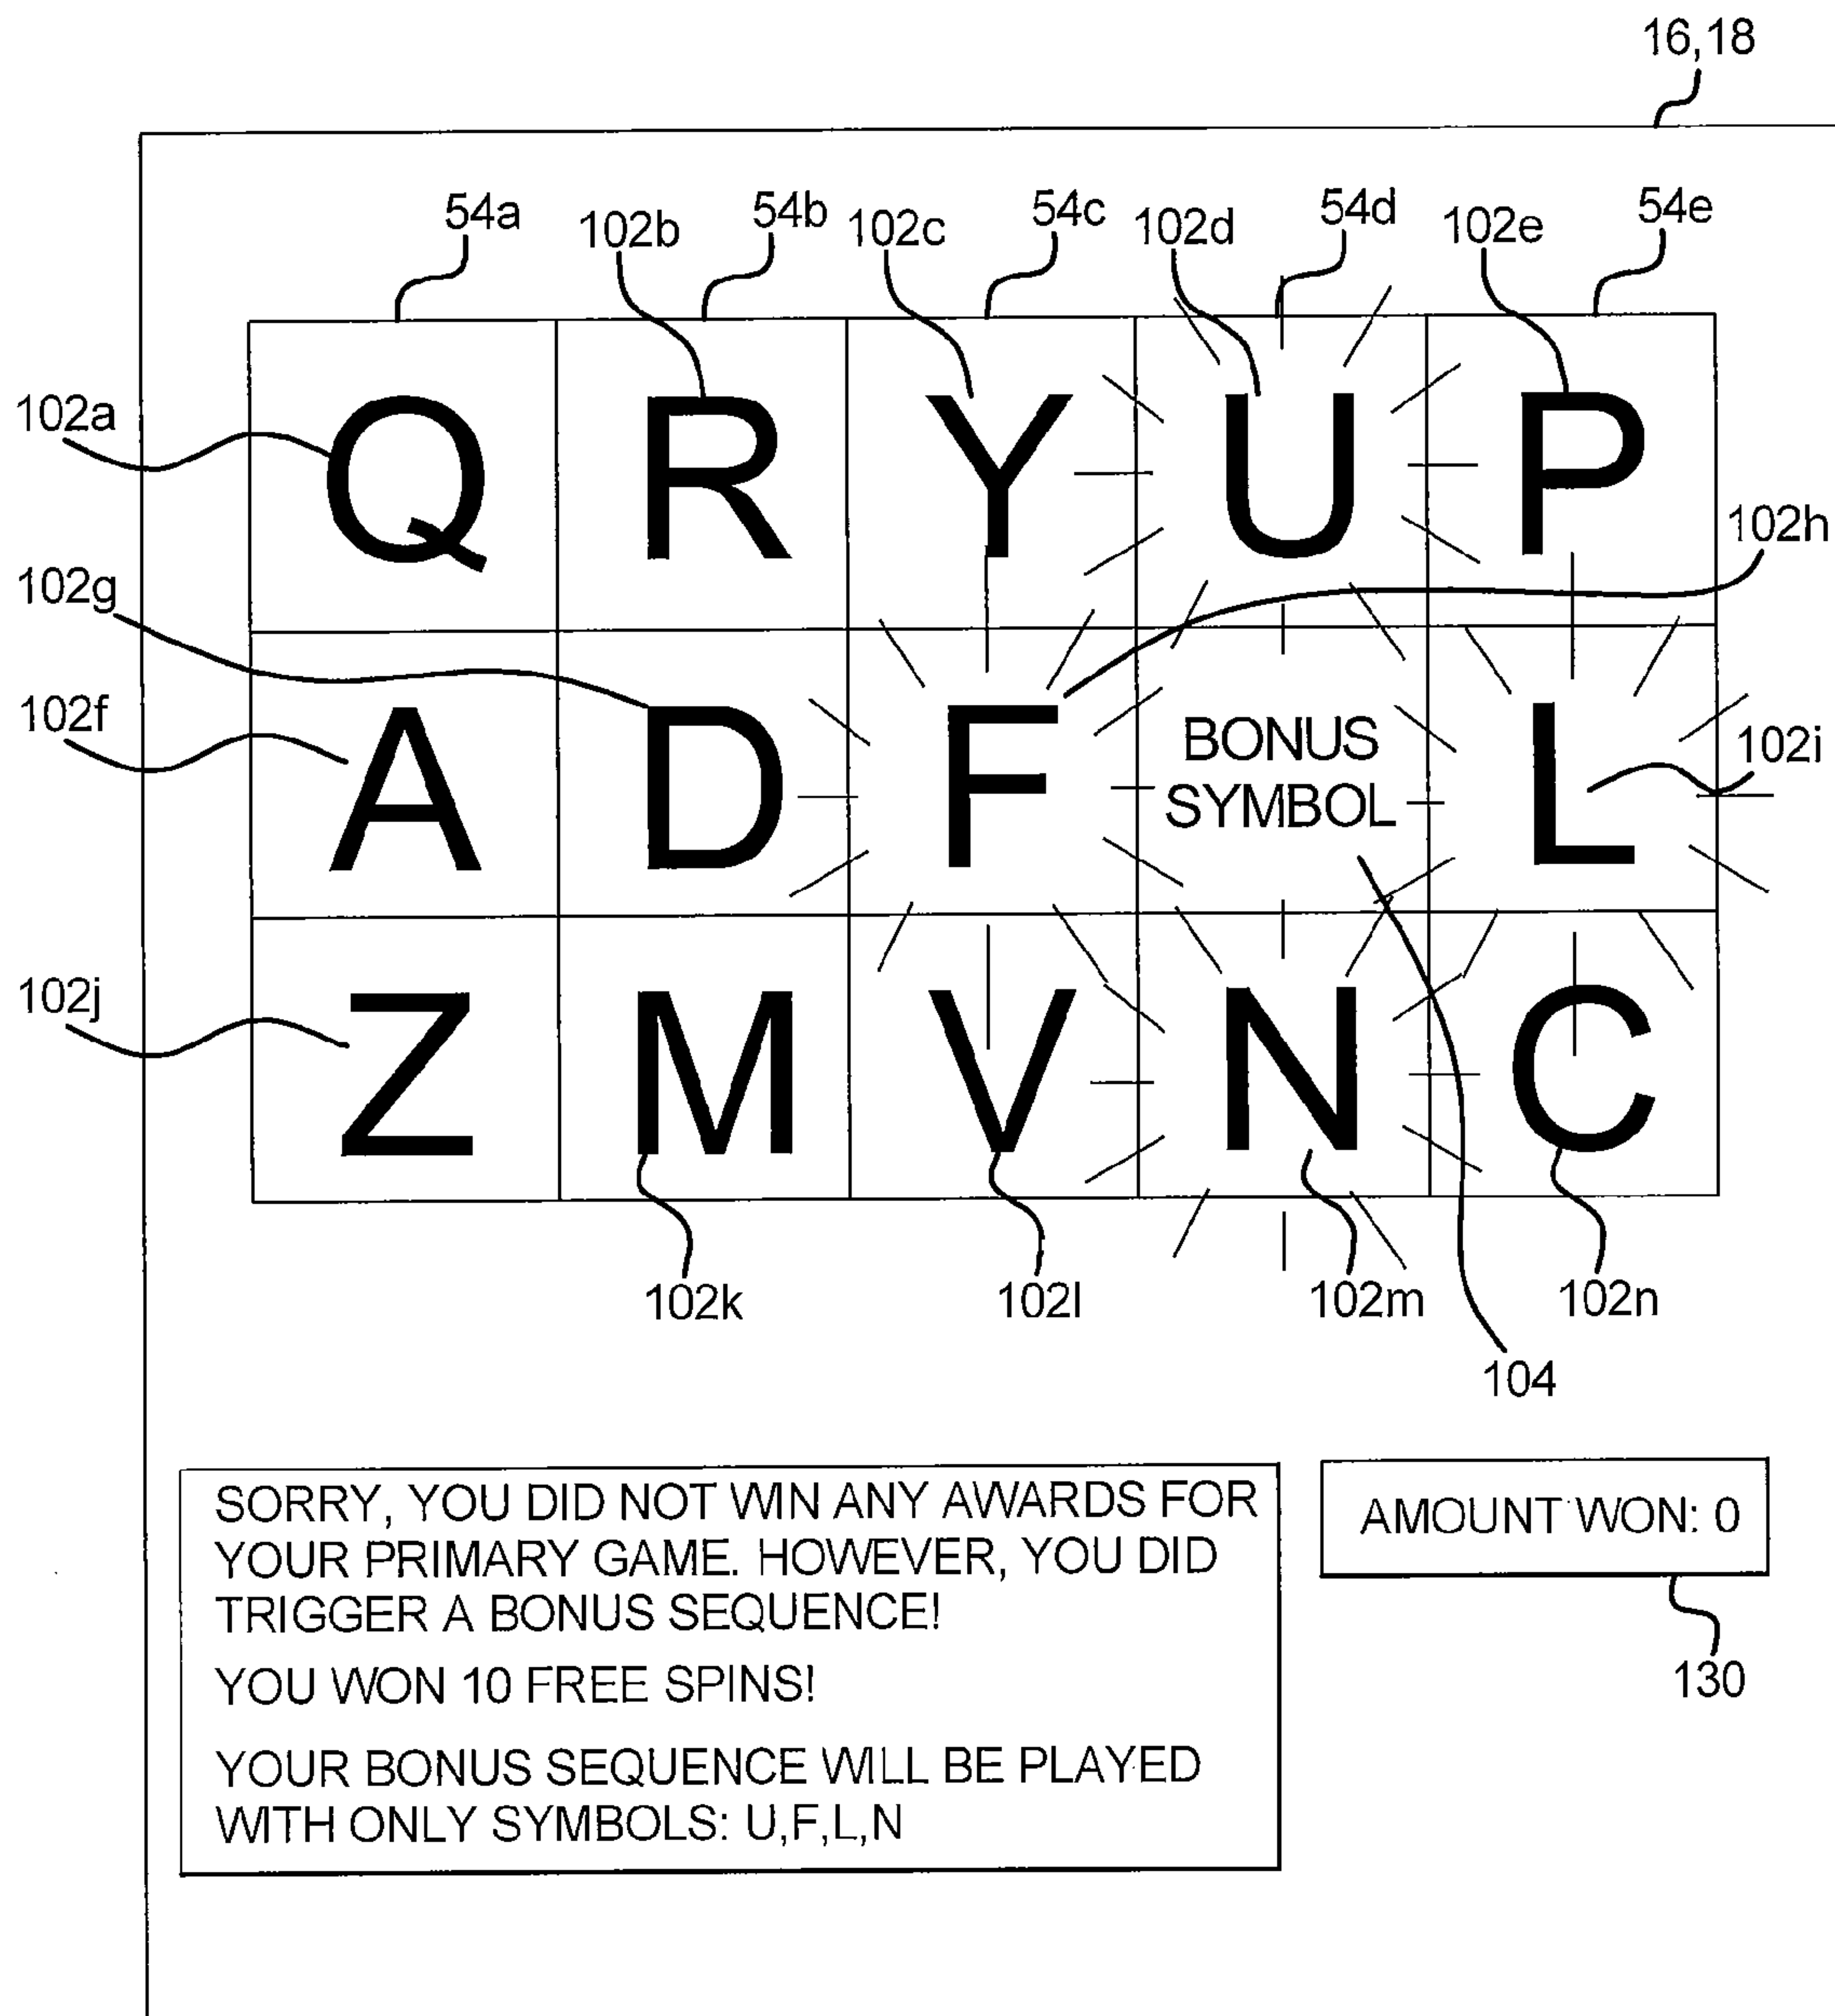 16,18
54a 102b 54b 102c 54c 102d 54d 102e 54e
102a Q R Y U P
102h
102g
102f A D F BONUS SYMBOL L 102i
102j Z M V N C
102k 102l 102m 102n
104
SORRY, YOU DID NOT WIN ANY AWARDS FOR
YOUR PRIMARY GAME. HOWEVER, YOU DID
TRIGGER A BONUS SEQUENCE!
YOU WON 10 FREE SPINS!
YOUR BONUS SEQUENCE WILL BE PLAYED
WITH ONLY SYMBOLS: U,F,L,N
AMOUNT WON: 0
130